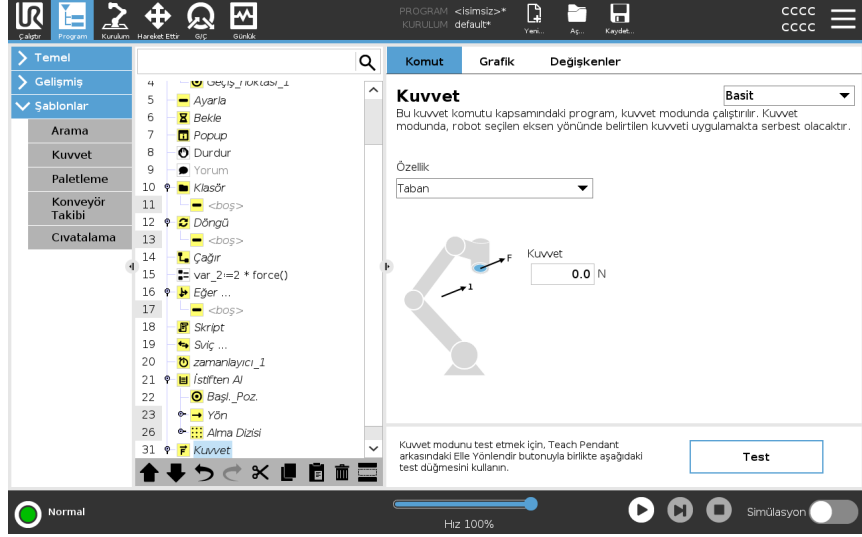 UR
PROGRAM <isimsiz>*
KURULUM default*
CCCC
CCCC
Çalıştır Program Kurulum Hareket Ettir G/Ç Günlük
Yeni... Aç... Kaydet...
Temel
Gelişmiş
Şablonlar
Arama
Kuvvet
Paletleme
Konveyör
Takibi
Cıvatalama
4 Geçiş_noktası_1
5 Ayarla
6 Bekle
7 Popup
8 Durdur
9 Yorum
10 Klasör
11 <boş>
12 Döngü
13 <boş>
14 Çağır
15 var_2≔2 * force()
16 Eğer ...
17 <boş>
18 Skript
19 Sviç ...
20 zamanlayıcı_1
21 İstiften Al
22 Başl._Poz.
23 Yön
26 Alma Dizisi
31 Kuvvet
Komut Grafik Değişkenler
Kuvvet
Basit
Bu kuvvet komutu kapsamındaki program, kuvvet modunda çalıştırılır. Kuvvet
modunda, robot seçilen eksen yönünde belirtilen kuvveti uygulamakta serbest olacaktır.
Özellik
Taban
F
1
Kuvvet
0.0 N
Kuvvet modunu test etmek için, Teach Pendant
arkasındaki Elle Yönlendir butonuyla birlikte aşağıdaki
test düğmesini kullanın.
Test
Normal
Hız 100%
Simülasyon